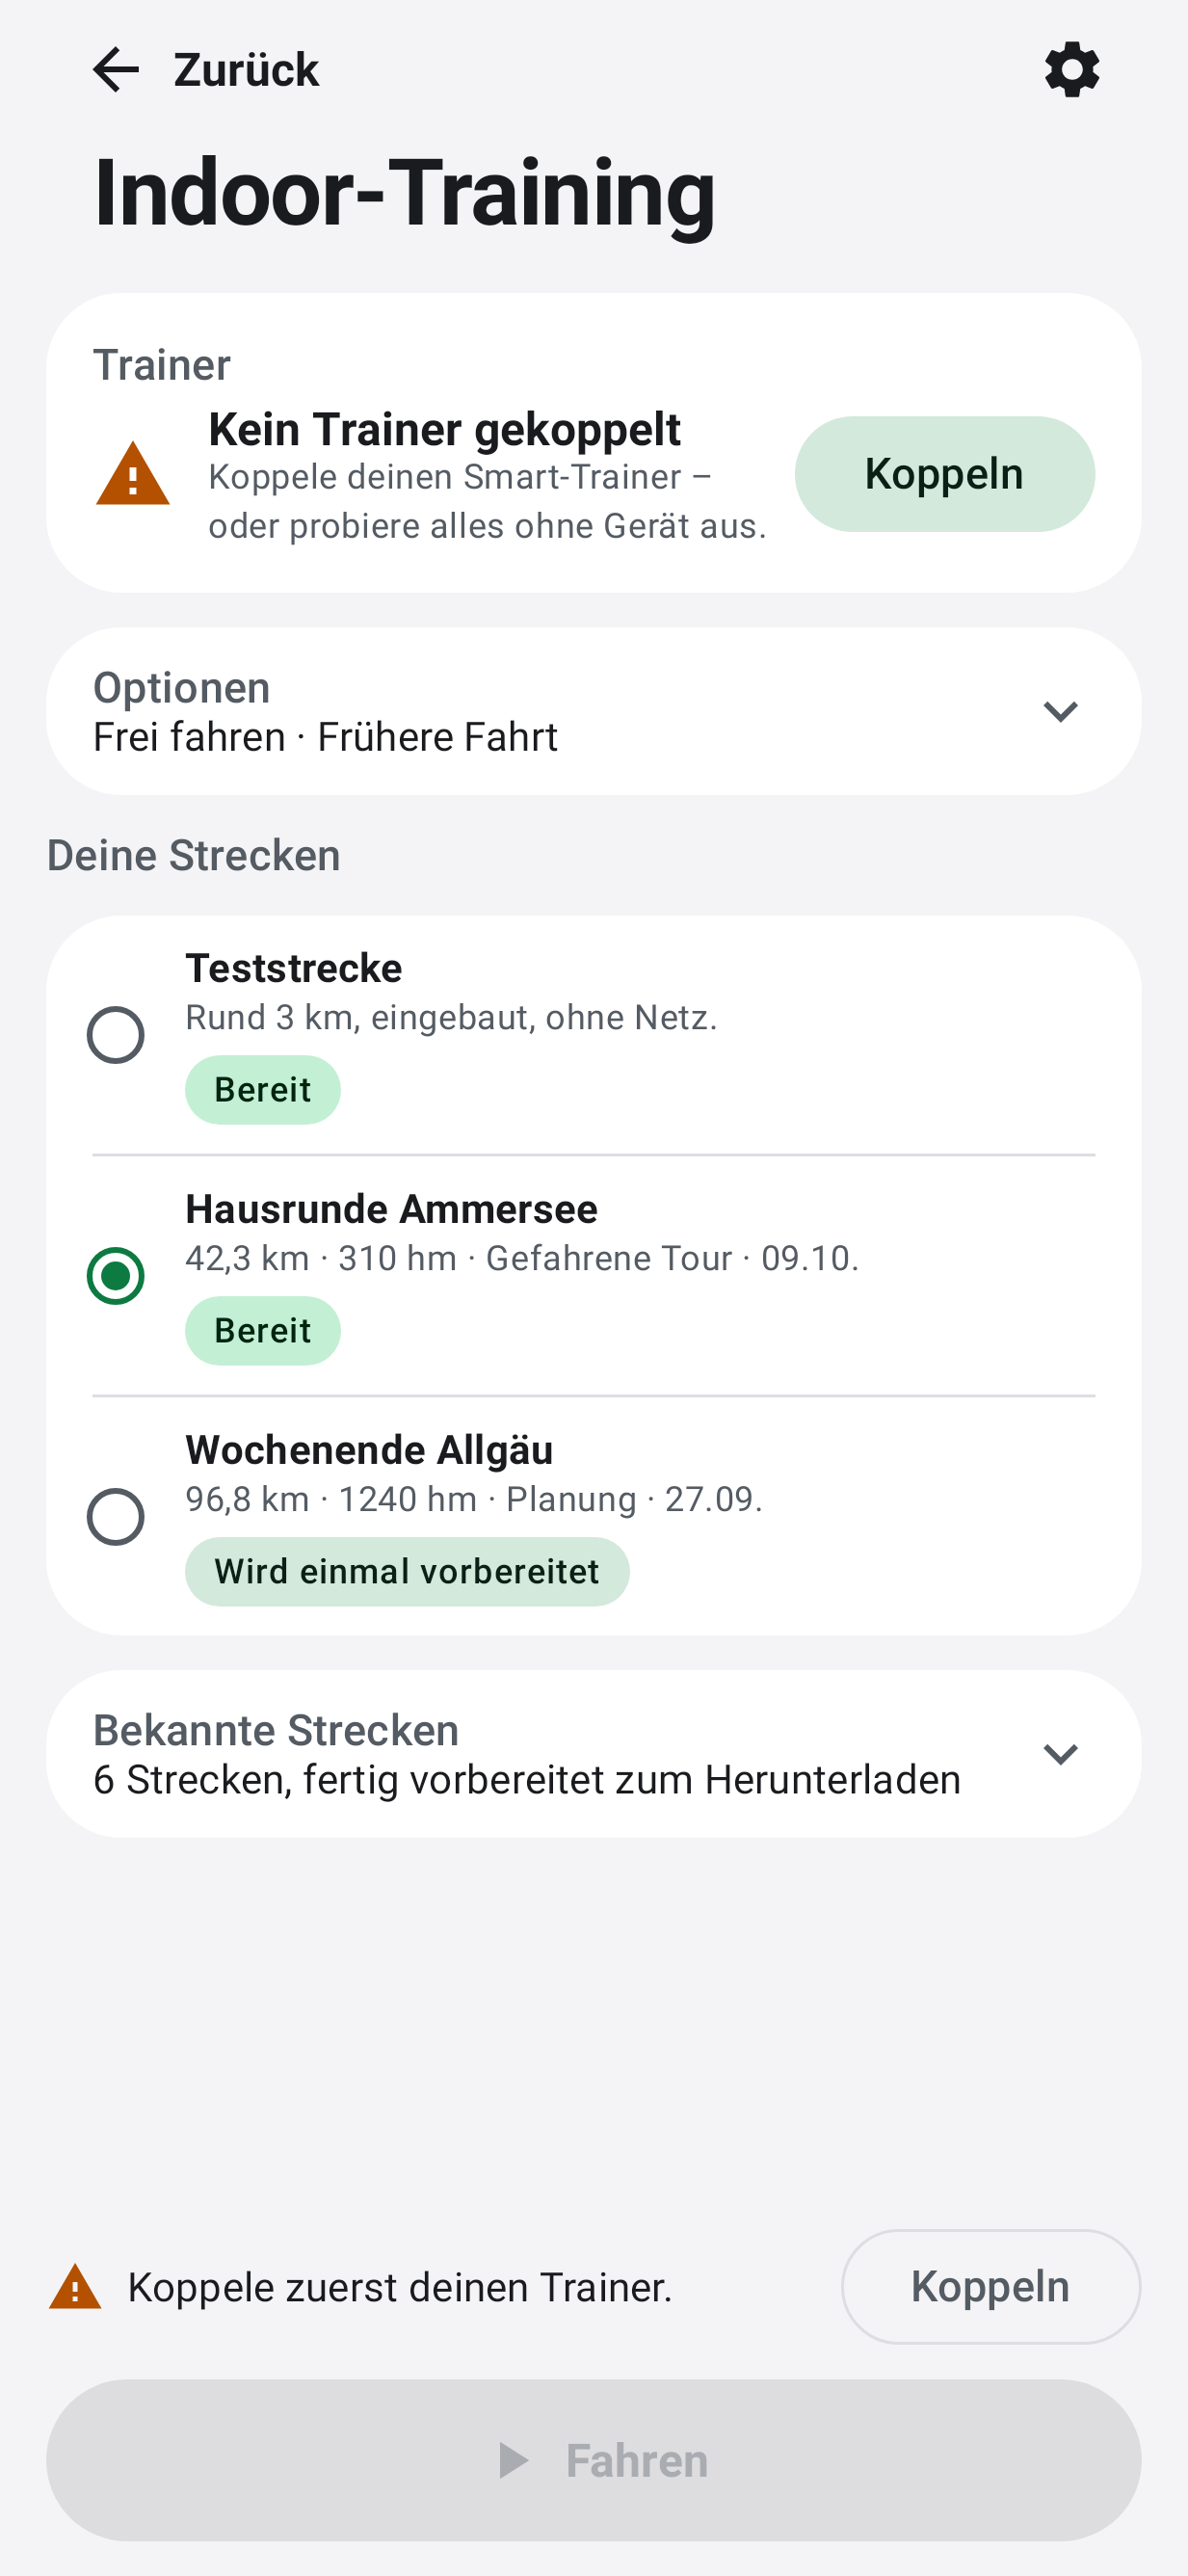 Zurück
Indoor-Training
Trainer
Kein Trainer gekoppelt
Koppele deinen Smart-Trainer –
oder probiere alles ohne Gerät aus.
Koppeln
Optionen
Frei fahren · Frühere Fahrt
Deine Strecken
Teststrecke
Rund 3 km, eingebaut, ohne Netz.
Bereit
Hausrunde Ammersee
42,3 km · 310 hm · Gefahrene Tour · 09.10.
Bereit
Wochenende Allgäu
96,8 km · 1240 hm · Planung · 27.09.
Wird einmal vorbereitet
Bekannte Strecken
6 Strecken, fertig vorbereitet zum Herunterladen
Koppele zuerst deinen Trainer.
Koppeln
Fahren